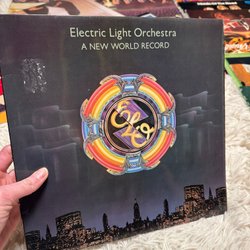 Electric Light Orchestra
A NEW WORLD RECORD
ELO